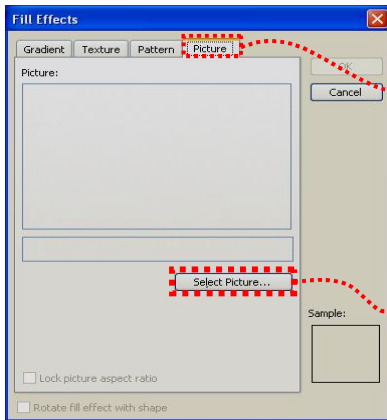 Fill Effects
Gradient Texture Pattern Picture
Picture:
OK
Cancel
Select Picture...
Sample:
Lock picture aspect ratio
Rotate fill effect with shape